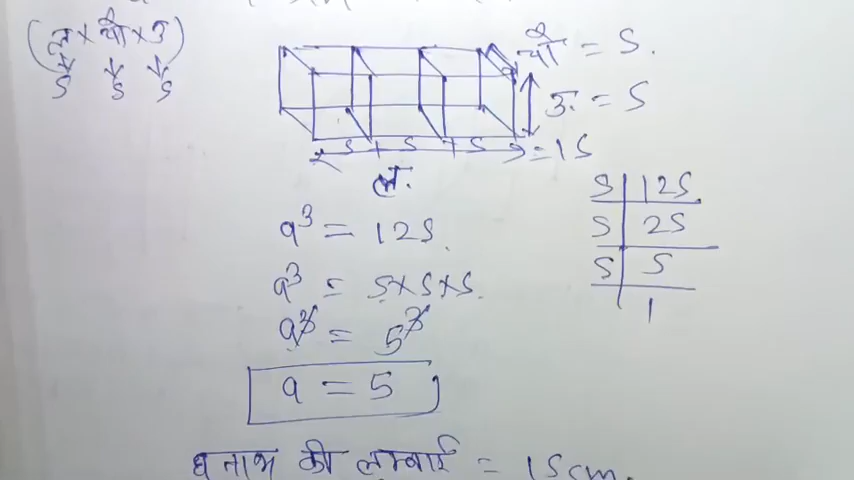 (ल × चौ × ऊ)
5 5 5
चौ = 5.
ऊ. = 5
5 + 5 + 5 = 15
ल.
5 | 125
5 | 25
5 | 5
1
a³ = 125
a³ = 5×5×5
a³ = 5³
a = 5
घनाभ की लम्बाई = 15cm.